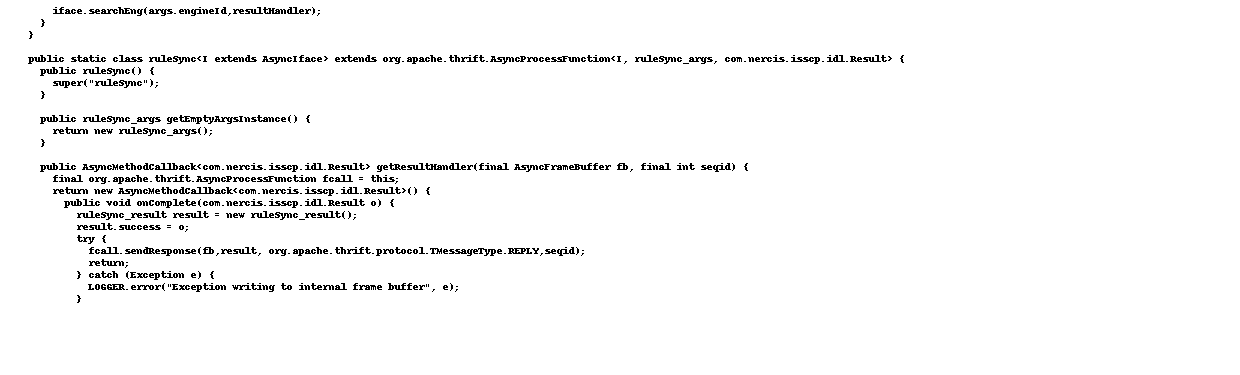 iface.searchEng(args.engineId,resultHandler);
}
}
public static class ruleSync<I extends AsyncIface> extends org.apache.thrift.AsyncProcessFunction<I, ruleSync_args, com.nercis.isscp.idl.Result> {
public ruleSync() {
super("ruleSync");
}
public ruleSync_args getEmptyArgsInstance() {
return new ruleSync_args();
}
public AsyncMethodCallback<com.nercis.isscp.idl.Result> getResultHandler(final AsyncFrameBuffer fb, final int seqid) {
final org.apache.thrift.AsyncProcessFunction fcall = this;
return new AsyncMethodCallback<com.nercis.isscp.idl.Result>() {
public void onComplete(com.nercis.isscp.idl.Result o) {
ruleSync_result result = new ruleSync_result();
result.success = o;
try {
fcall.sendResponse(fb,result, org.apache.thrift.protocol.TMessageType.REPLY,seqid);
return;
} catch (Exception e) {
LOGGER.error("Exception writing to internal frame buffer", e);
}